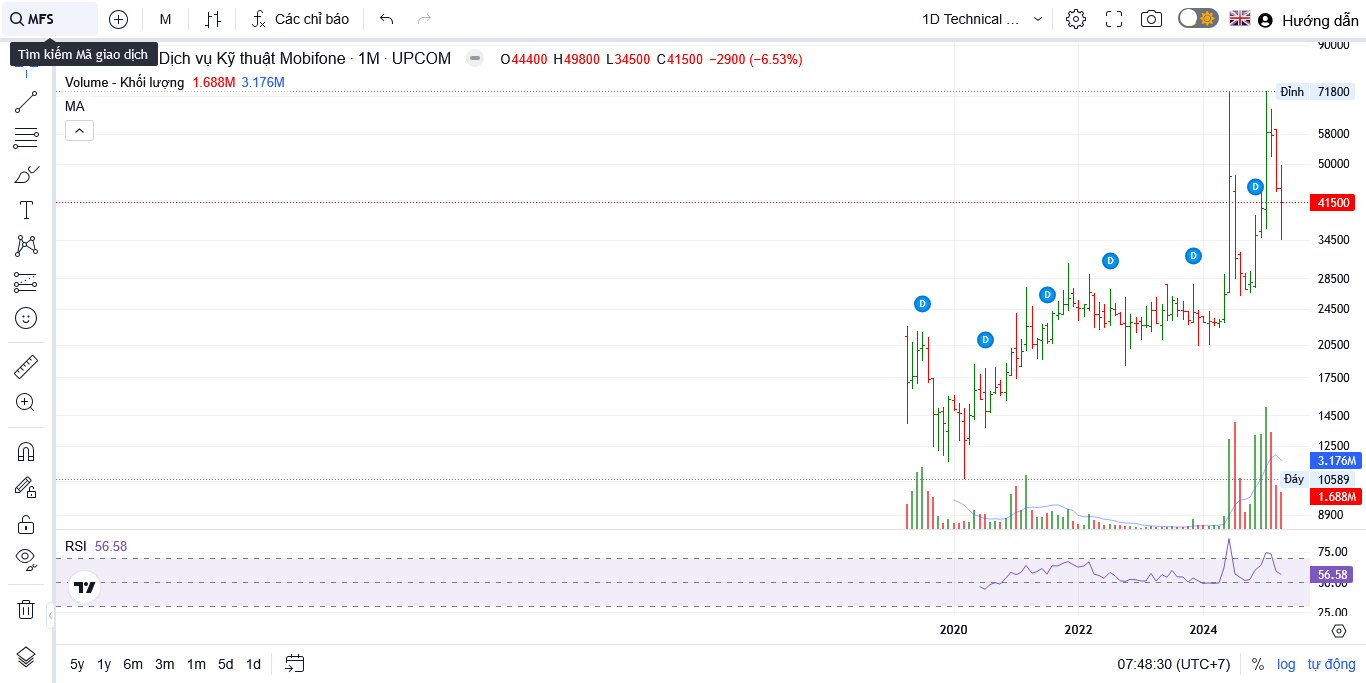 MFS
M
Các chỉ báo
1D Technical ...
Hướng dẫn
Tìm kiếm Mã giao dịch
Dịch vụ Kỹ thuật Mobifone · 1M · UPCOM
O44400 H49800 L34500 C41500 −2900 (−6.53%)
Volume - Khối lượng 1.688M 3.176M
MA
90000
Đỉnh 71800
58000
50000
D
41500
34500
D
D
28500
D
D
24500
D
20500
17500
14500
12500
3.176M
Đáy 10589
1.688M
8900
RSI 56.58
75.00
56.58
50.00
25.00
2020
2022
2024
5y 1y 6m 3m 1m 5d 1d
07:48:30 (UTC+7)
%
log
tự động